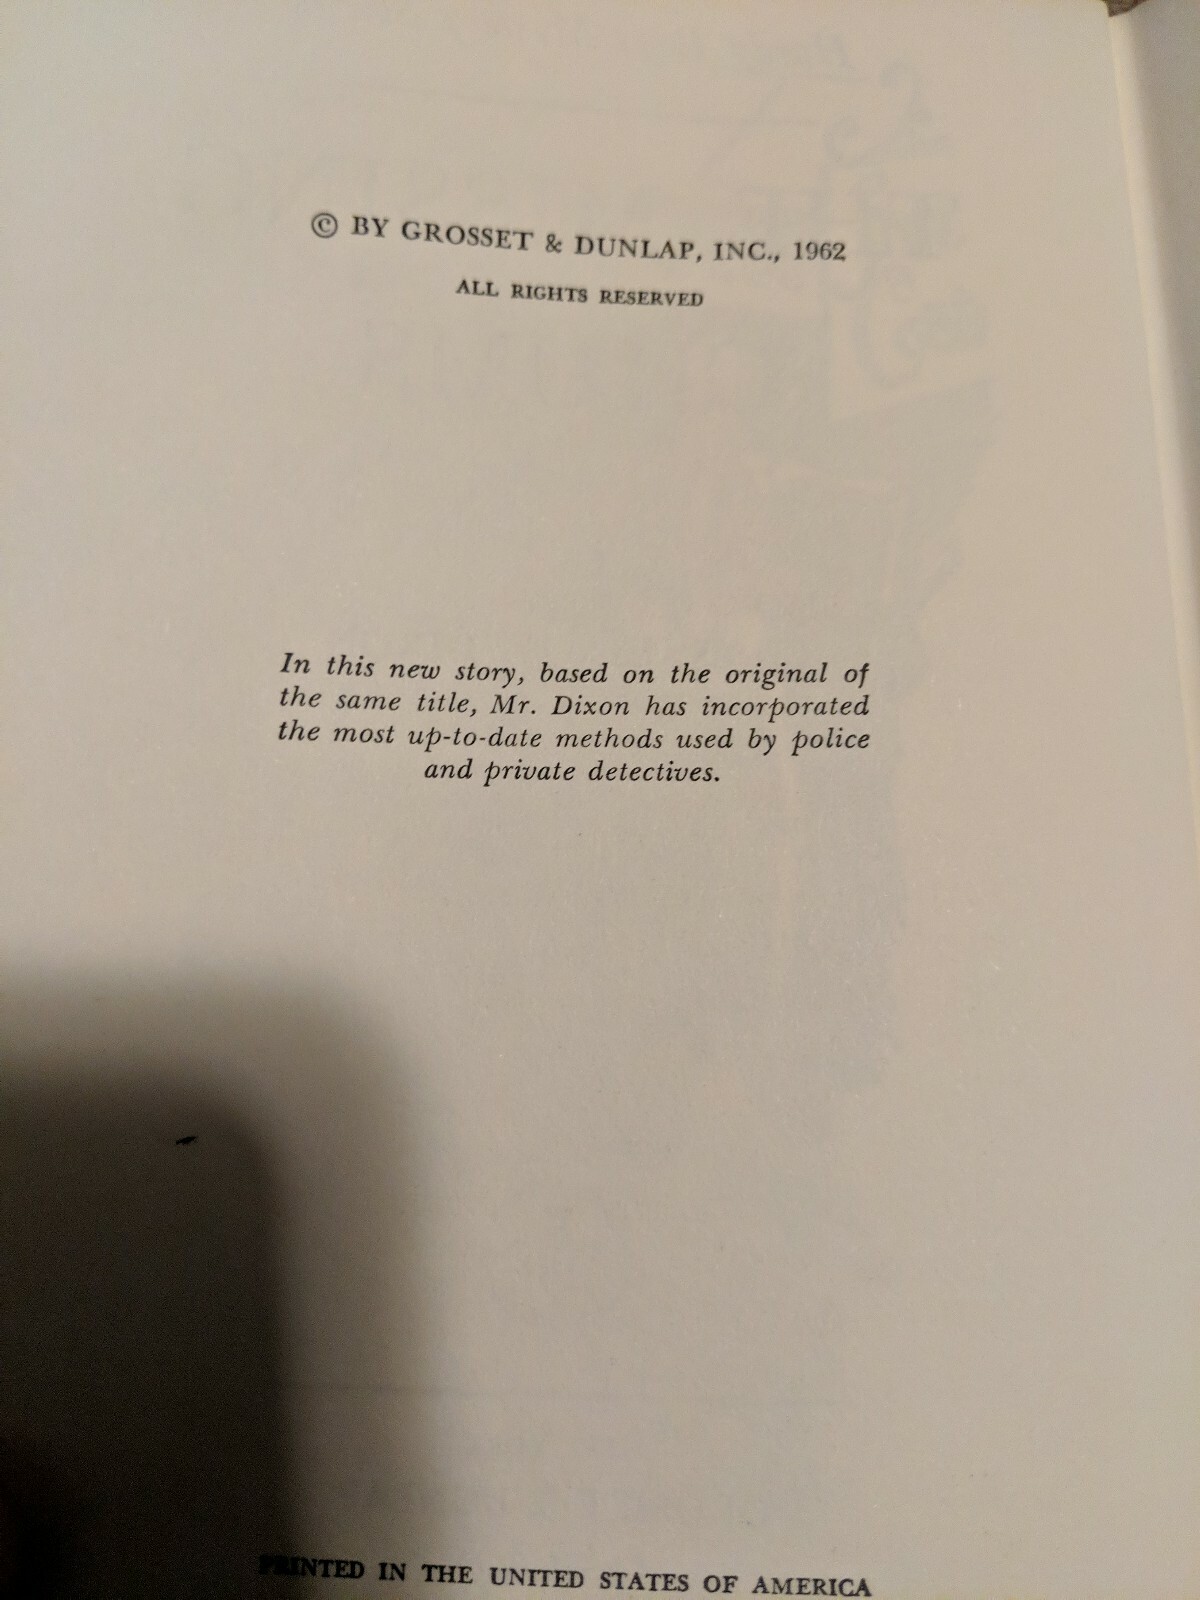 © BY GROSSET & DUNLAP, INC., 1962
ALL RIGHTS RESERVED
In this new story, based on the original of
the same title, Mr. Dixon has incorporated
the most up-to-date methods used by police
and private detectives.
PRINTED IN THE UNITED STATES OF AMERICA